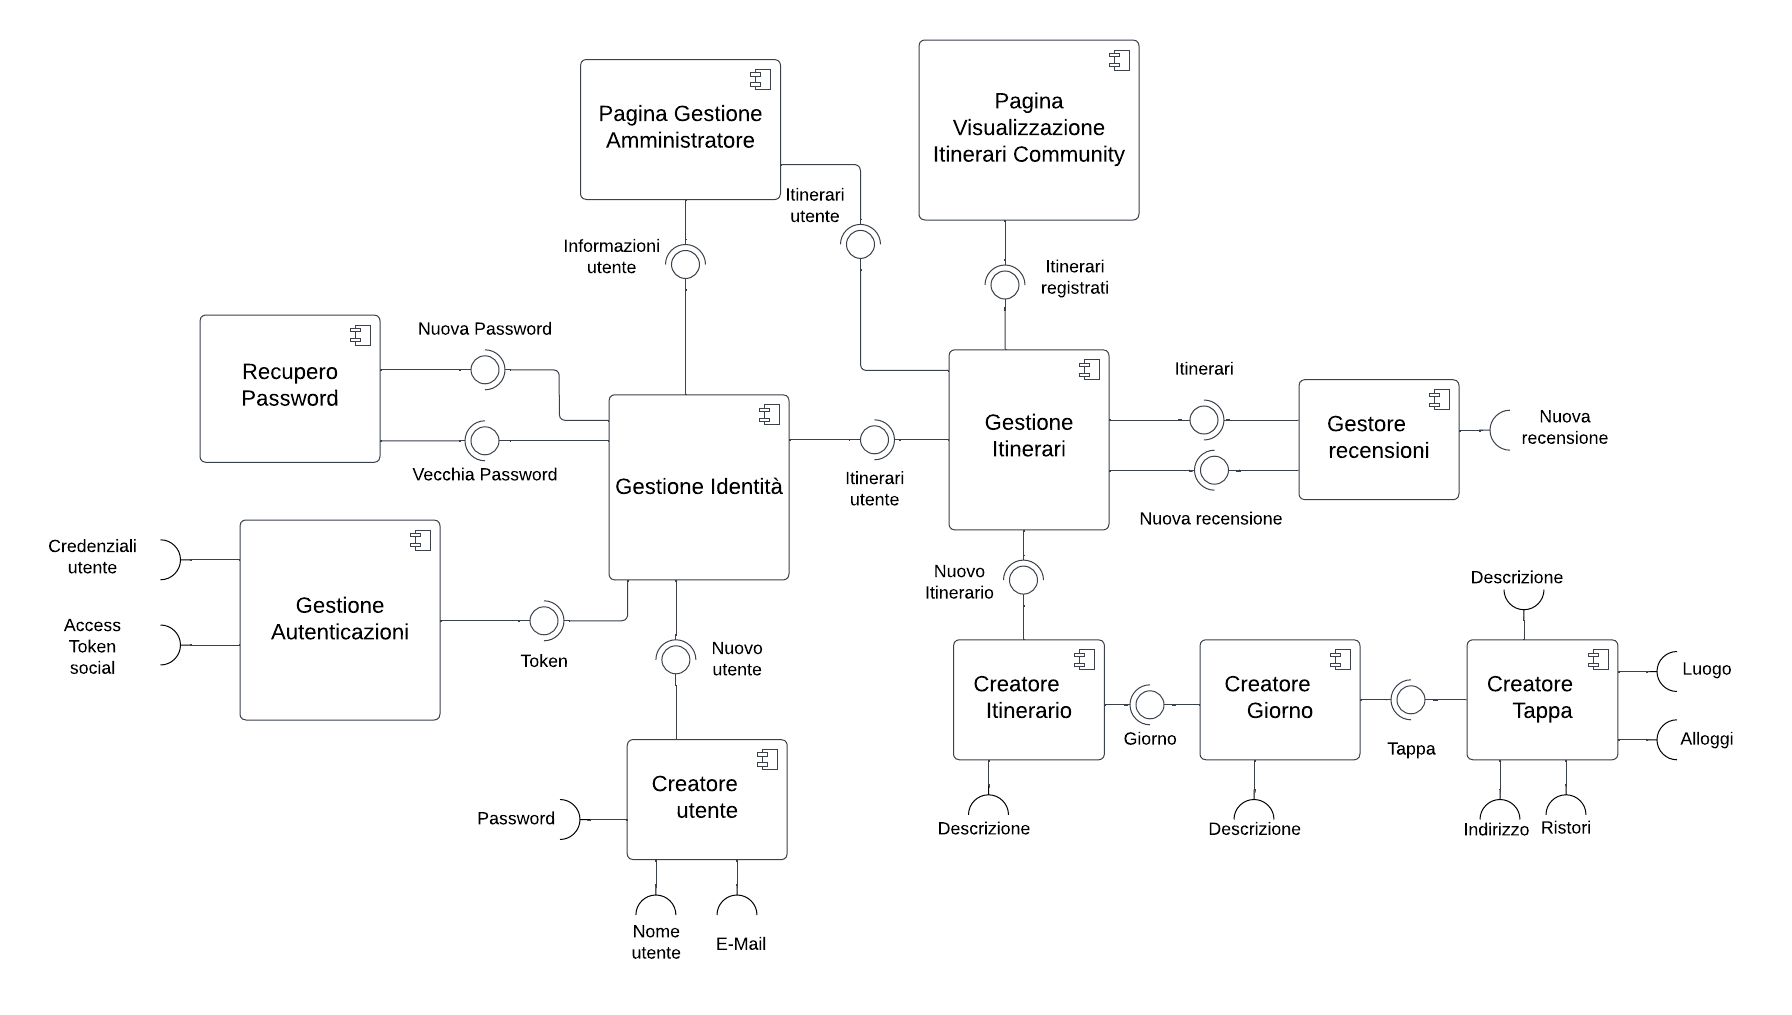 Pagina Gestione
Amministratore
Pagina
Visualizzazione
Itinerari Community
Itinerari
utente
Informazioni
utente
Itinerari
registrati
Nuova Password
Recupero
Password
Vecchia Password
Gestione Identità
Itinerari
utente
Gestione
Itinerari
Itinerari
Nuova recensione
Gestore
recensioni
Nuova
recensione
Credenziali
utente
Access
Token
social
Gestione
Autenticazioni
Token
Nuovo
utente
Nuovo
Itinerario
Descrizione
Creatore
Itinerario
Giorno
Creatore
Giorno
Tappa
Creatore
Tappa
Luogo
Alloggi
Descrizione
Descrizione
Indirizzo
Ristori
Password
Creatore
utente
Nome
utente
E-Mail